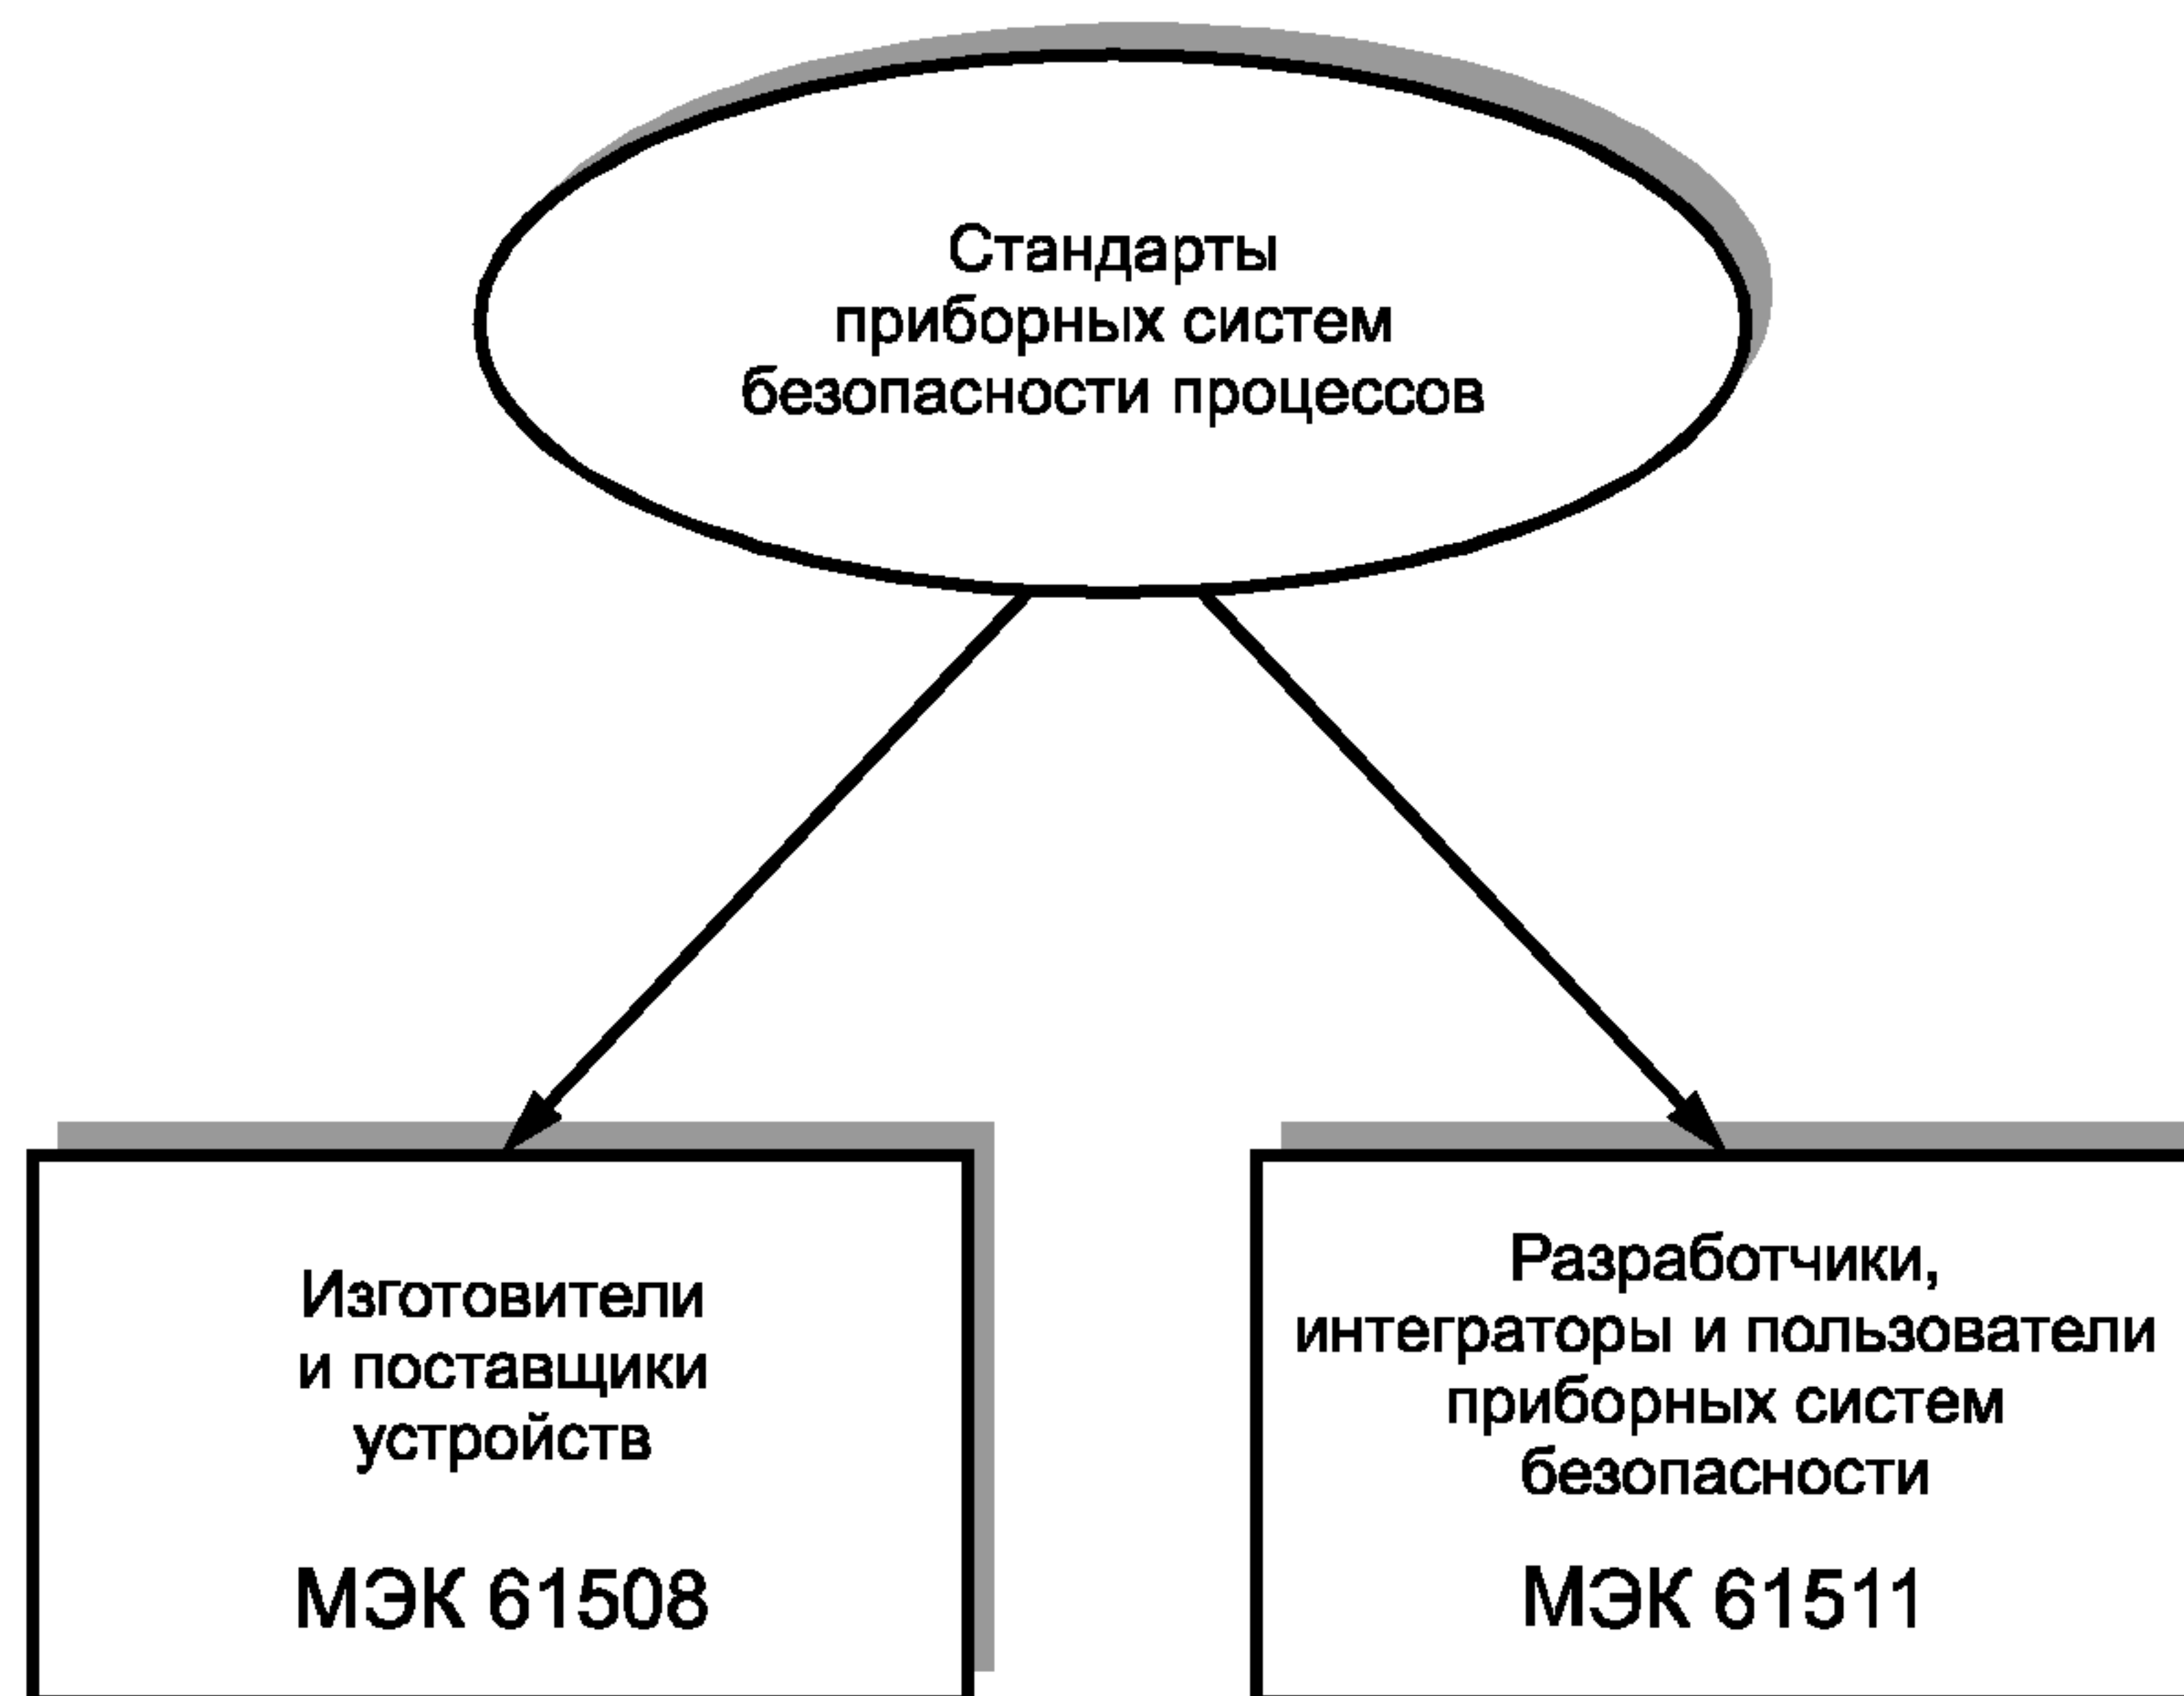 Стандарты
приборных систем
безопасности процессов
Изготовители
и поставщики
устройств
МЭК 61508
Разработчики,
интеграторы и пользователи
приборных систем
безопасности
МЭК 61511